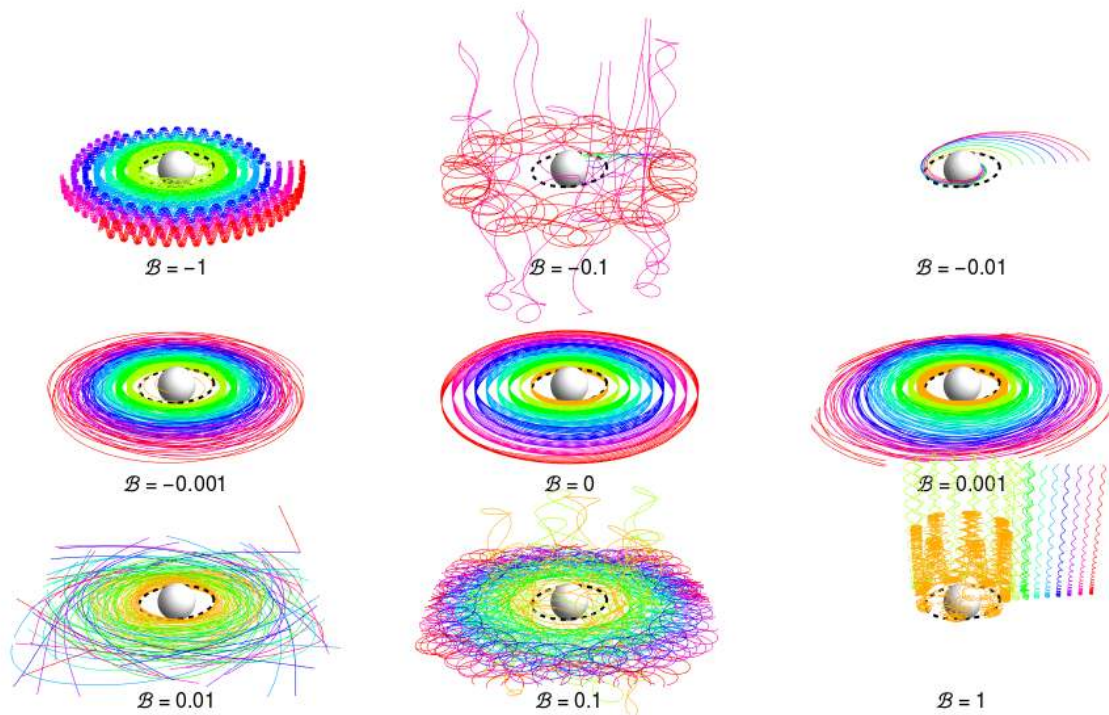 ℬ = −1
ℬ = −0.1
ℬ = −0.01
ℬ = −0.001
ℬ = 0
ℬ = 0.001
ℬ = 0.01
ℬ = 0.1
ℬ = 1